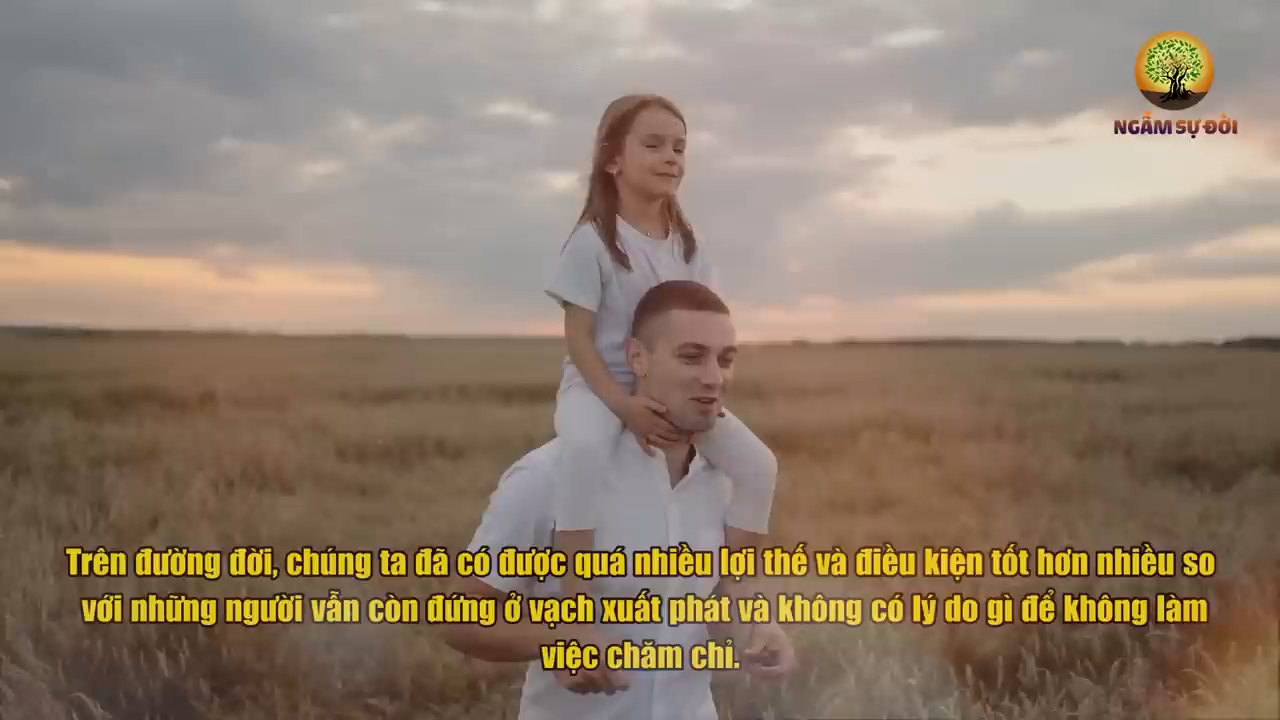 NGẪM SỰ ĐỜI
Trên đường đời, chúng ta đã có được quá nhiều lợi thế và điều kiện tốt hơn nhiều so
với những người vẫn còn đứng ở vạch xuất phát và không có lý do gì để không làm
việc chăm chỉ.